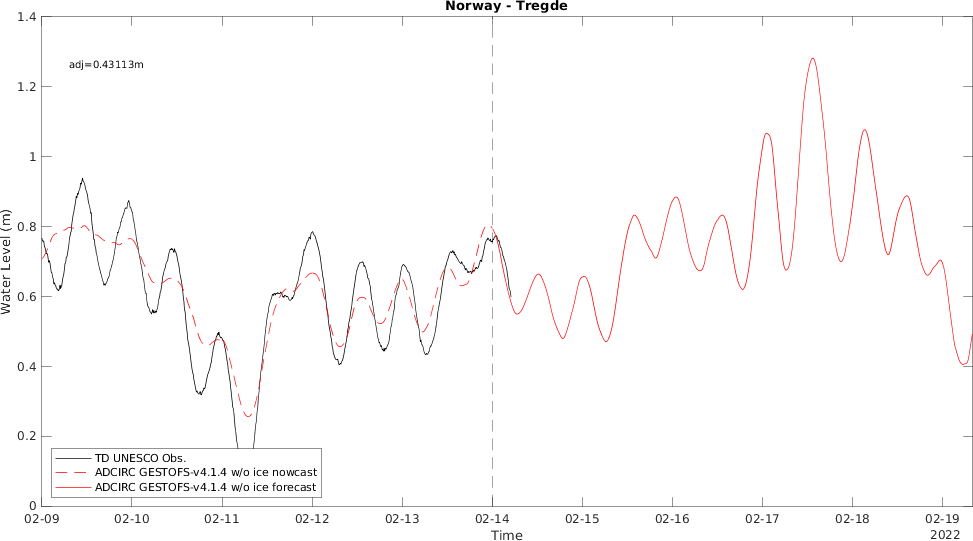 Norway - Tregde
1.4
adj=0.43113m
1.2
1
0.8
0.6
0.4
0.2
0
Water Level (m)
TD UNESCO Obs.
ADCIRC GESTOFS-v4.1.4 w/o ice nowcast
ADCIRC GESTOFS-v4.1.4 w/o ice forecast
02-09 02-10 02-11 02-12 02-13 02-14 02-15 02-16 02-17 02-18 02-19
Time
2022